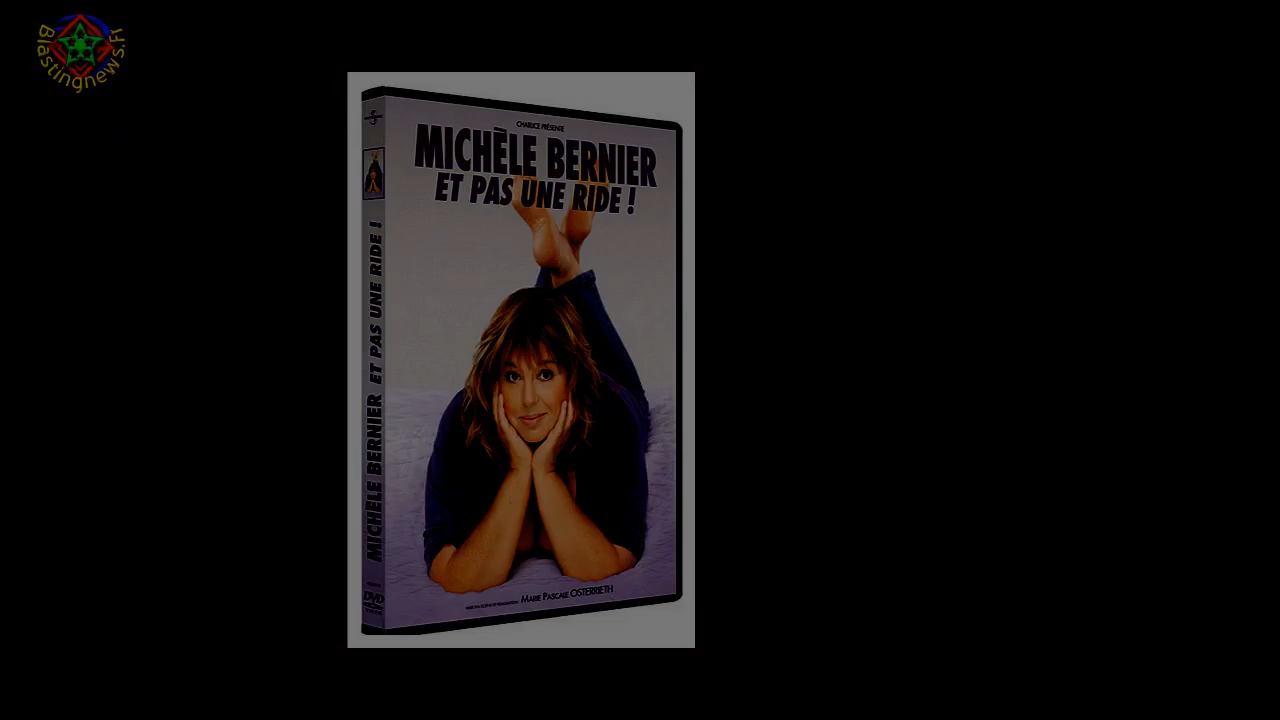 Blastingnews.Fr
CHARLICE PRÉSENTE
MICHÈLE BERNIER
ET PAS UNE RIDE !
MICHÈLE BERNIER ET PAS UNE RIDE !
MARIE PASCALE OSTERRIETH
DVD